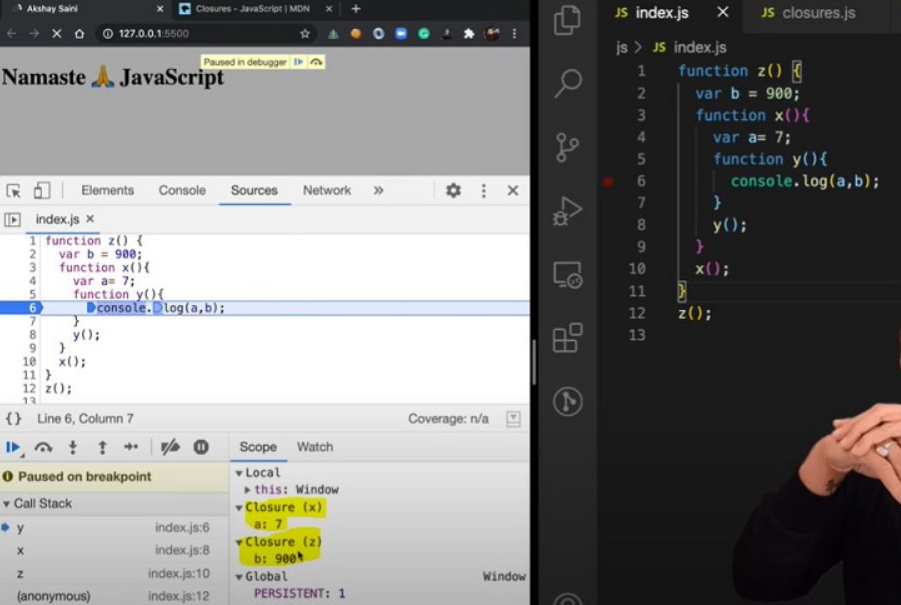 Akshay Saini × Closures - JavaScript | MDN × +
127.0.0.1:5500
Paused in debugger
Namaste 🙏 JavaScript
Elements Console Sources Network » ×
index.js ×
1 function z() {
2 var b = 900;
3 function x(){
4 var a= 7;
5 function y(){
6 console.log(a,b);
7 }
8 y();
9 }
10 x();
11 }
12 z();
13
{} Line 6, Column 7 Coverage: n/a
Paused on breakpoint
Call Stack
y index.js:6
x index.js:8
z index.js:10
(anonymous) index.js:12
Scope Watch
Local
this: Window
Closure (x)
a: 7
Closure (z)
b: 900
Global Window
PERSISTENT: 1
JS index.js × JS closures.js
js > JS index.js
1 function z() {
2 var b = 900;
3 function x(){
4 var a= 7;
5 function y(){
6 console.log(a,b);
7 }
8 y();
9 }
10 x();
11 }
12 z();
13